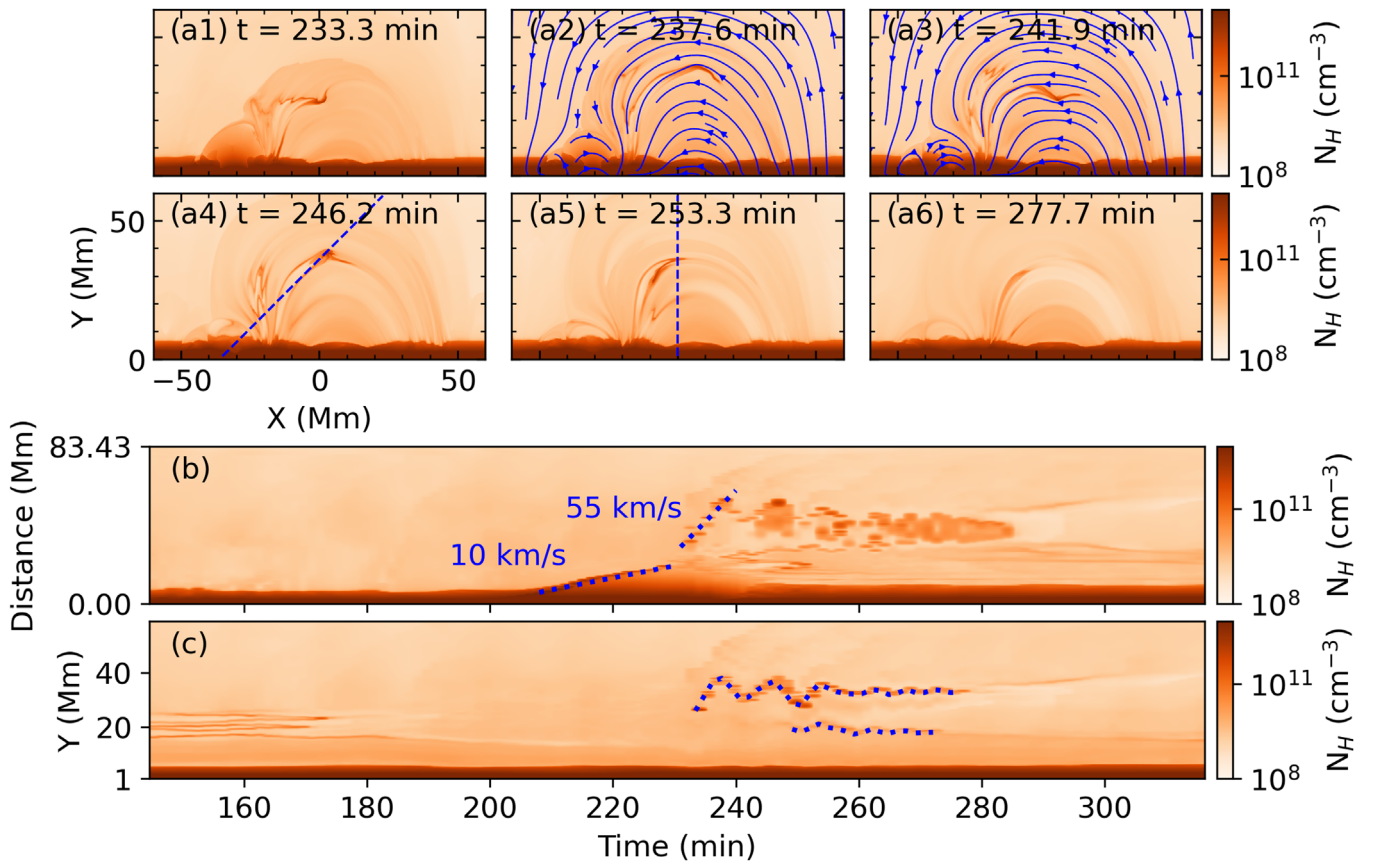 (a1) t = 233.3 min
(a2) t = 237.6 min
(a3) t = 241.9 min
10¹¹
10⁸
N_H (cm⁻³)
(a4) t = 246.2 min
(a5) t = 253.3 min
(a6) t = 277.7 min
50
0
Y (Mm)
−50
0
50
X (Mm)
10¹¹
10⁸
N_H (cm⁻³)
83.43
0.00
Distance (Mm)
(b)
55 km/s
10 km/s
10¹¹
10⁸
N_H (cm⁻³)
(c)
40
20
1
Y (Mm)
10¹¹
10⁸
N_H (cm⁻³)
160
180
200
220
240
260
280
300
Time (min)